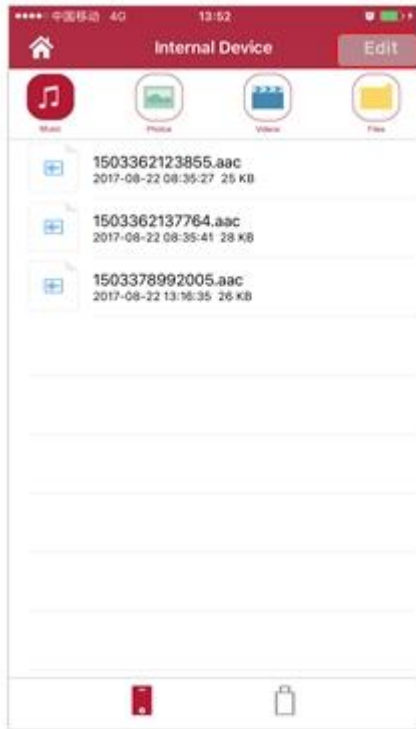 中国移动 4G 13:52
Internal Device Edit
Music Photos Videos Files
1503362123855.aac
2017-08-22 08:35:27 25 KB
1503362137764.aac
2017-08-22 08:35:41 28 KB
1503378992005.aac
2017-08-22 13:16:35 26 KB